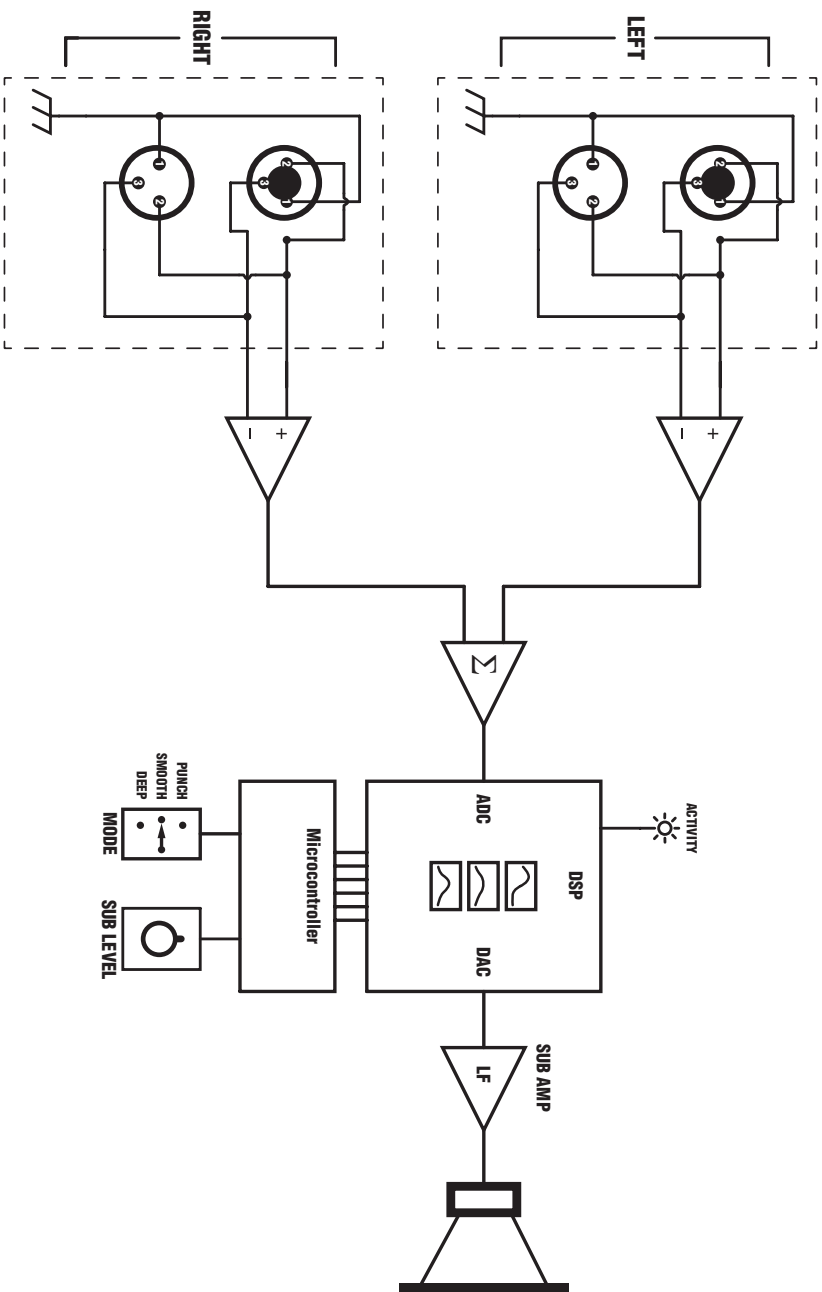 LEFT
2
3
1
1
3
2
+
−
RIGHT
2
3
1
1
3
2
+
−
Σ
ACTIVITY
DSP
ADC
DAC
Microcontroller
PUNCH
SMOOTH
DEEP
MODE
SUB LEVEL
SUB AMP
LF